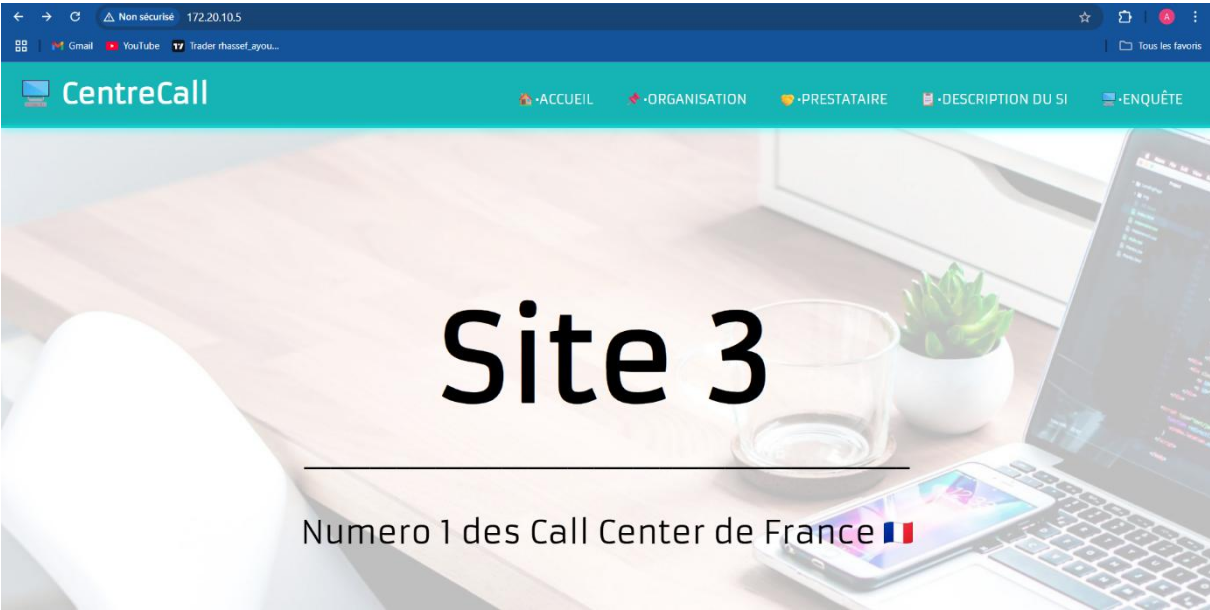 Non sécurisé 172.20.10.5
Gmail YouTube Trader rhassef_ayou... Tous les favoris
CentreCall •ACCUEIL •ORGANISATION •PRESTATAIRE •DESCRIPTION DU SI •ENQUÊTE
Site 3
Numero 1 des Call Center de France